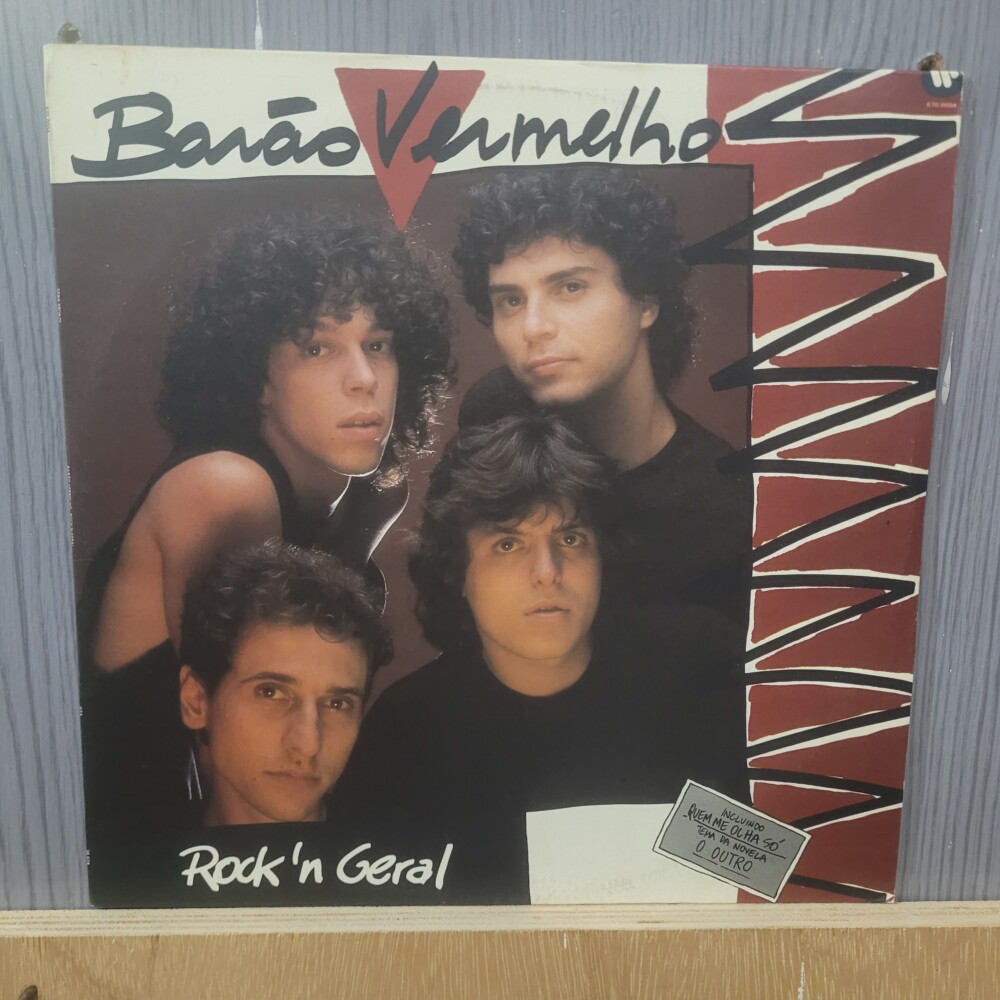 Barão Vermelho
Rock'n Geral
INCLUINDO
QUEM ME OLHA SÓ
TEMA DA NOVELA
O OUTRO